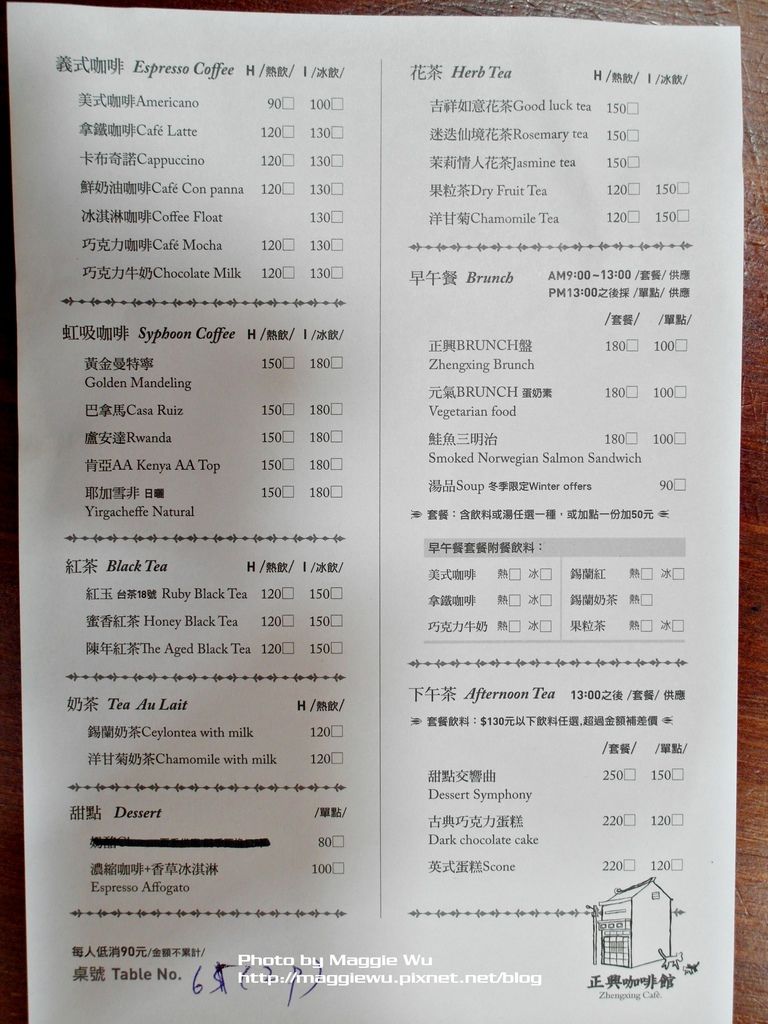 義式咖啡 Espresso Coffee H /熱飲/ I /冰飲/
美式咖啡Americano 90□ 100□
拿鐵咖啡Café Latte 120□ 130□
卡布奇諾Cappuccino 120□ 130□
鮮奶油咖啡Café Con panna 120□ 130□
冰淇淋咖啡Coffee Float 130□
巧克力咖啡Café Mocha 120□ 130□
巧克力牛奶Chocolate Milk 120□ 130□
虹吸咖啡 Syphoon Coffee H /熱飲/ I /冰飲/
黃金曼特寧 150□ 180□
Golden Mandeling
巴拿馬Casa Ruiz 150□ 180□
盧安達Rwanda 150□ 180□
肯亞AA Kenya AA Top 150□ 180□
耶加雪非 日曬 150□ 180□
Yirgacheffe Natural
紅茶 Black Tea H /熱飲/ I /冰飲/
紅玉 台茶18號 Ruby Black Tea 120□ 150□
蜜香紅茶 Honey Black Tea 120□ 150□
陳年紅茶The Aged Black Tea 120□ 150□
奶茶 Tea Au Lait H /熱飲/
錫蘭奶茶Ceylontea with milk 120□
洋甘菊奶茶Chamomile with milk 120□
甜點 Dessert /單點/
80□
濃縮咖啡+香草冰淇淋 100□
Espresso Affogato
每人低消90元/金額不累計/
桌號 Table No.
花茶 Herb Tea H /熱飲/ I /冰飲/
吉祥如意花茶Good luck tea 150□
迷迭仙境花茶Rosemary tea 150□
茉莉情人花茶Jasmine tea 150□
果粒茶Dry Fruit Tea 120□ 150□
洋甘菊Chamomile Tea 120□ 150□
早午餐 Brunch AM9:00~13:00 /套餐/ 供應
PM13:00之後採 /單點/ 供應
/套餐/ /單點/
正興BRUNCH盤 180□ 100□
Zhengxing Brunch
元氣BRUNCH 蛋奶素 180□ 100□
Vegetarian food
鮭魚三明治 180□ 100□
Smoked Norwegian Salmon Sandwich
湯品Soup 冬季限定Winter offers 90□
套餐：含飲料或湯任選一種，或加點一份加50元
早午餐套餐附餐飲料：
美式咖啡 熱□ 冰□ 錫蘭紅 熱□ 冰□
拿鐵咖啡 熱□ 冰□ 錫蘭奶茶 熱□
巧克力牛奶 熱□ 冰□ 果粒茶 熱□ 冰□
下午茶 Afternoon Tea 13:00之後 /套餐/ 供應
套餐飲料：$130元以下飲料任選,超過金額補差價
/套餐/ /單點/
甜點交響曲 250□ 150□
Dessert Symphony
古典巧克力蛋糕 220□ 120□
Dark chocolate cake
英式蛋糕Scone 220□ 120□
正興咖啡館
Zhengxing Cafè.
Photo by Maggie Wu
http://maggiewu.pixnet.net/blog